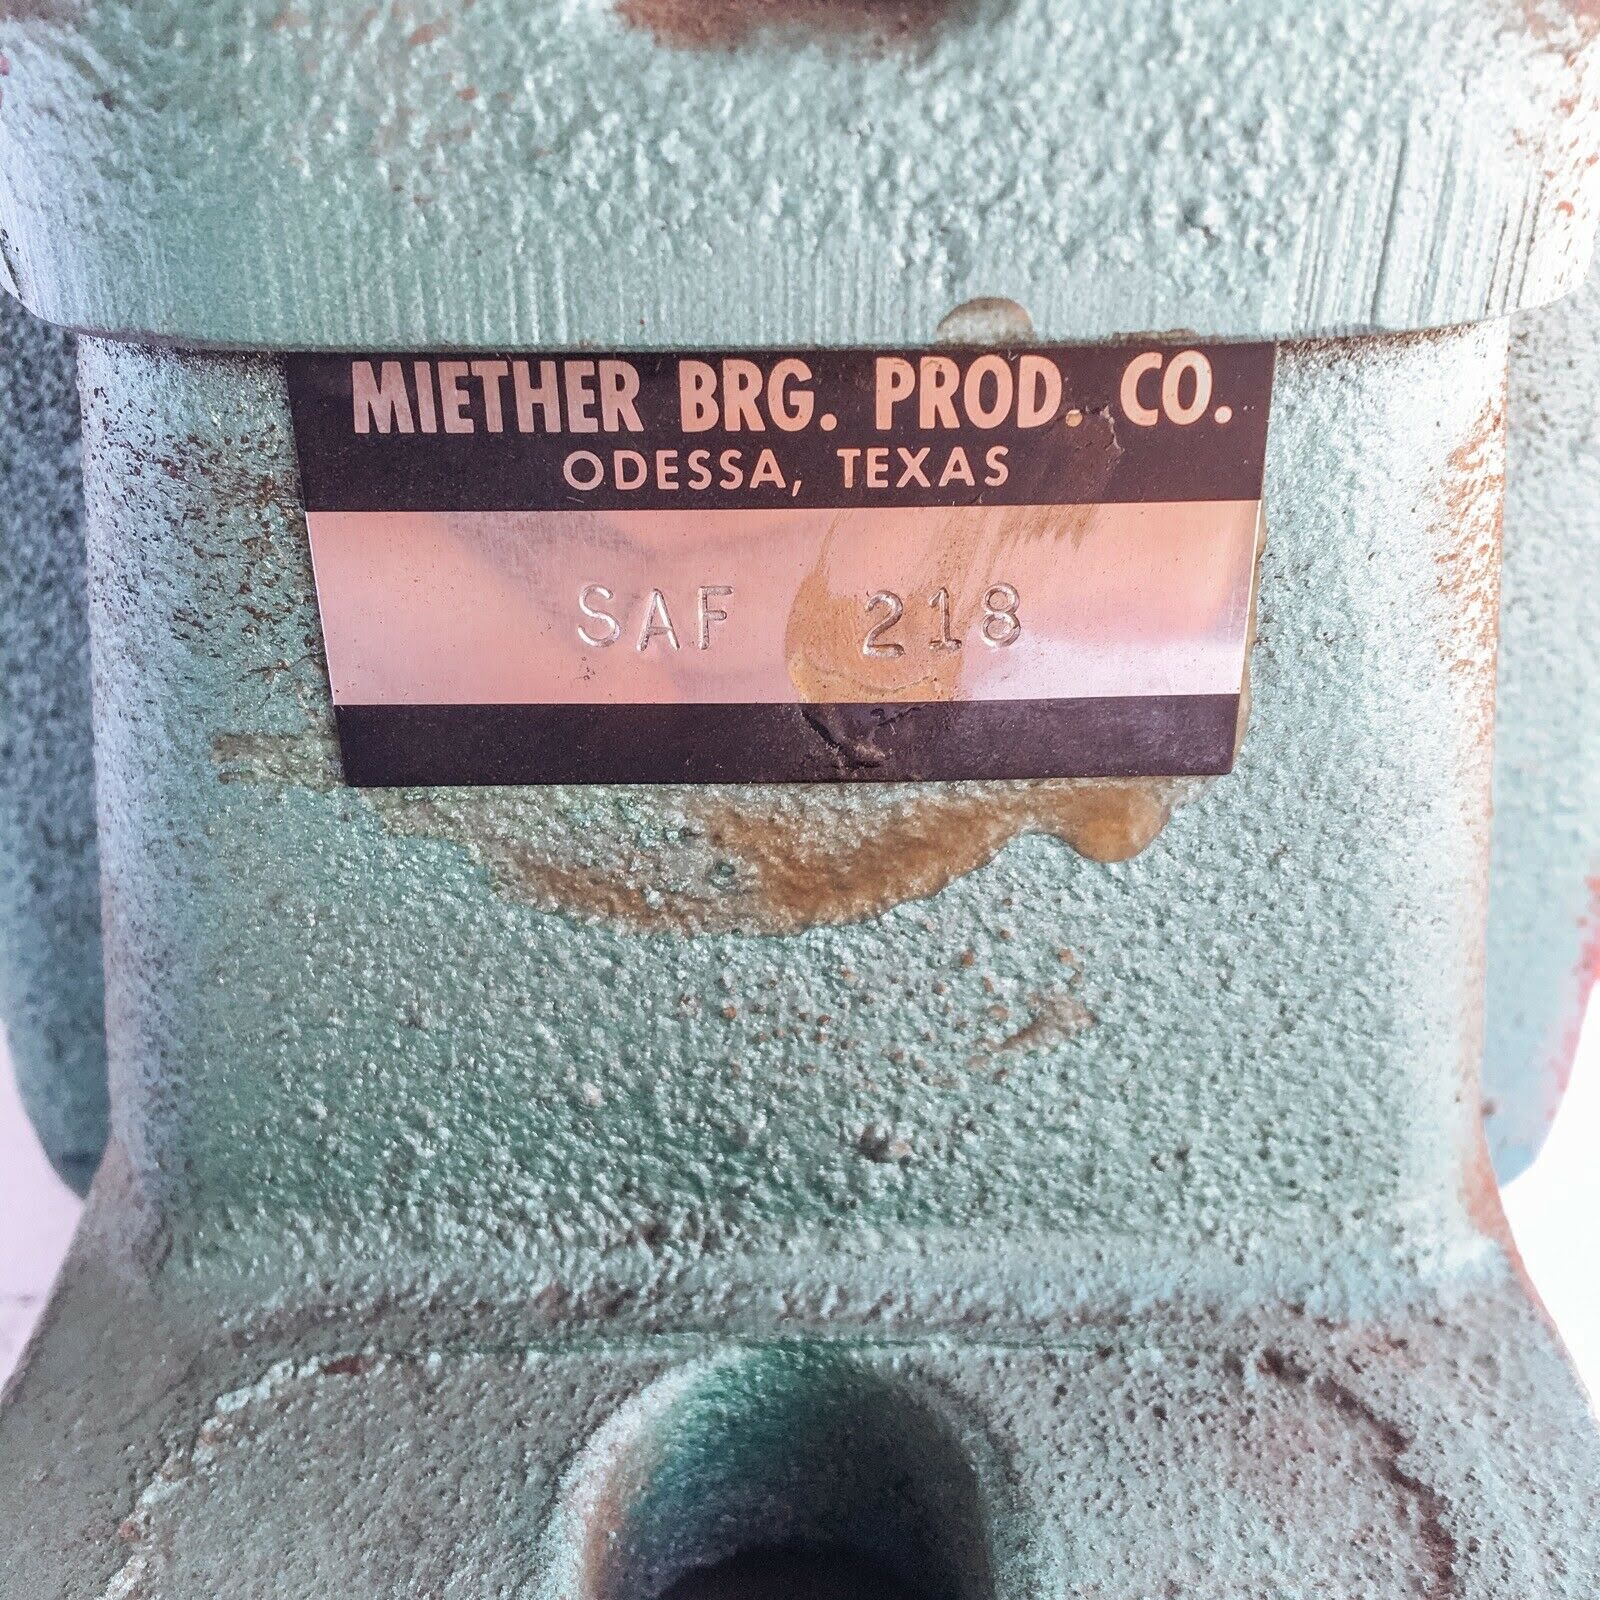 MIETHER BRG. PROD. CO.
ODESSA, TEXAS
SAF 218